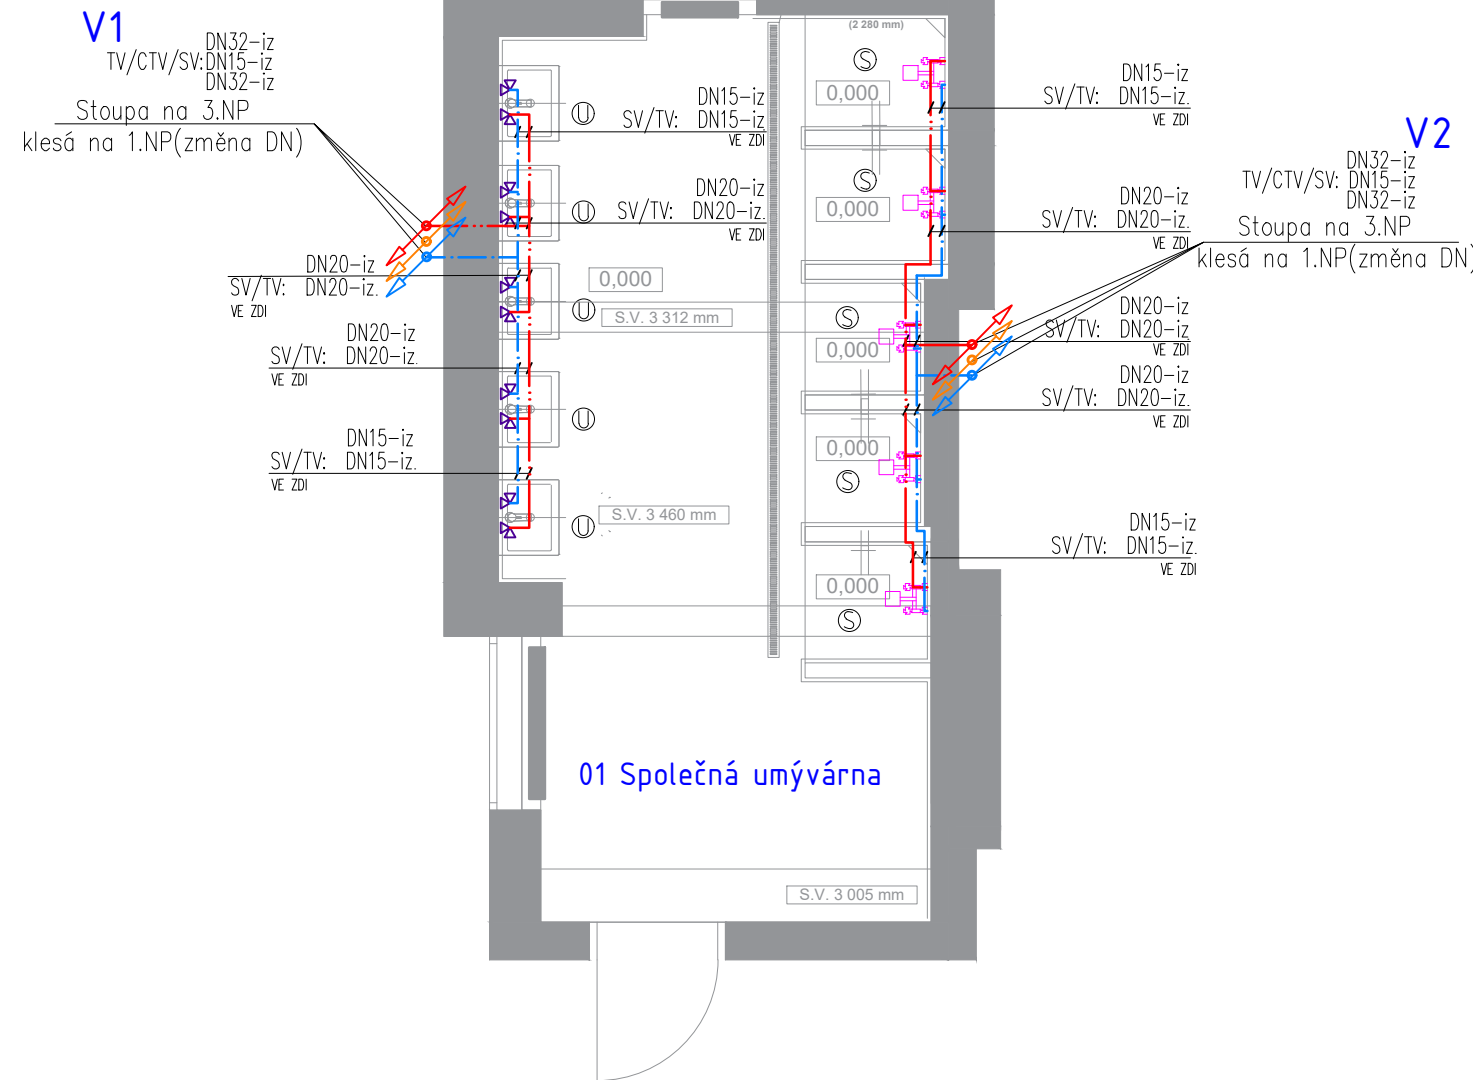 V1
DN32-iz
TV/CTV/SV:DN15-iz
DN32-iz
Stoupa na 3.NP
klesá na 1.NP(změna DN)
DN20-iz
SV/TV: DN20-iz.
VE ZDI
DN20-iz
SV/TV: DN20-iz.
VE ZDI
DN15-iz
SV/TV: DN15-iz.
VE ZDI
DN15-iz
SV/TV: DN15-iz
VE ZDI
DN20-iz
SV/TV: DN20-iz.
VE ZDI
U
U
U
U
U
0,000
S.V. 3 312 mm
S.V. 3 460 mm
(2 280 mm)
S
0,000
S
0,000
S
0,000
0,000
S
0,000
S
DN15-iz
SV/TV: DN15-iz.
VE ZDI
DN20-iz
SV/TV: DN20-iz.
VE ZDI
DN20-iz
SV/TV: DN20-iz
VE ZDI
DN20-iz
SV/TV: DN20-iz.
VE ZDI
DN15-iz
SV/TV: DN15-iz.
VE ZDI
V2
DN32-iz
TV/CTV/SV: DN15-iz
DN32-iz
Stoupa na 3.NP
klesá na 1.NP(změna DN)
01 Společná umývárna
S.V. 3 005 mm